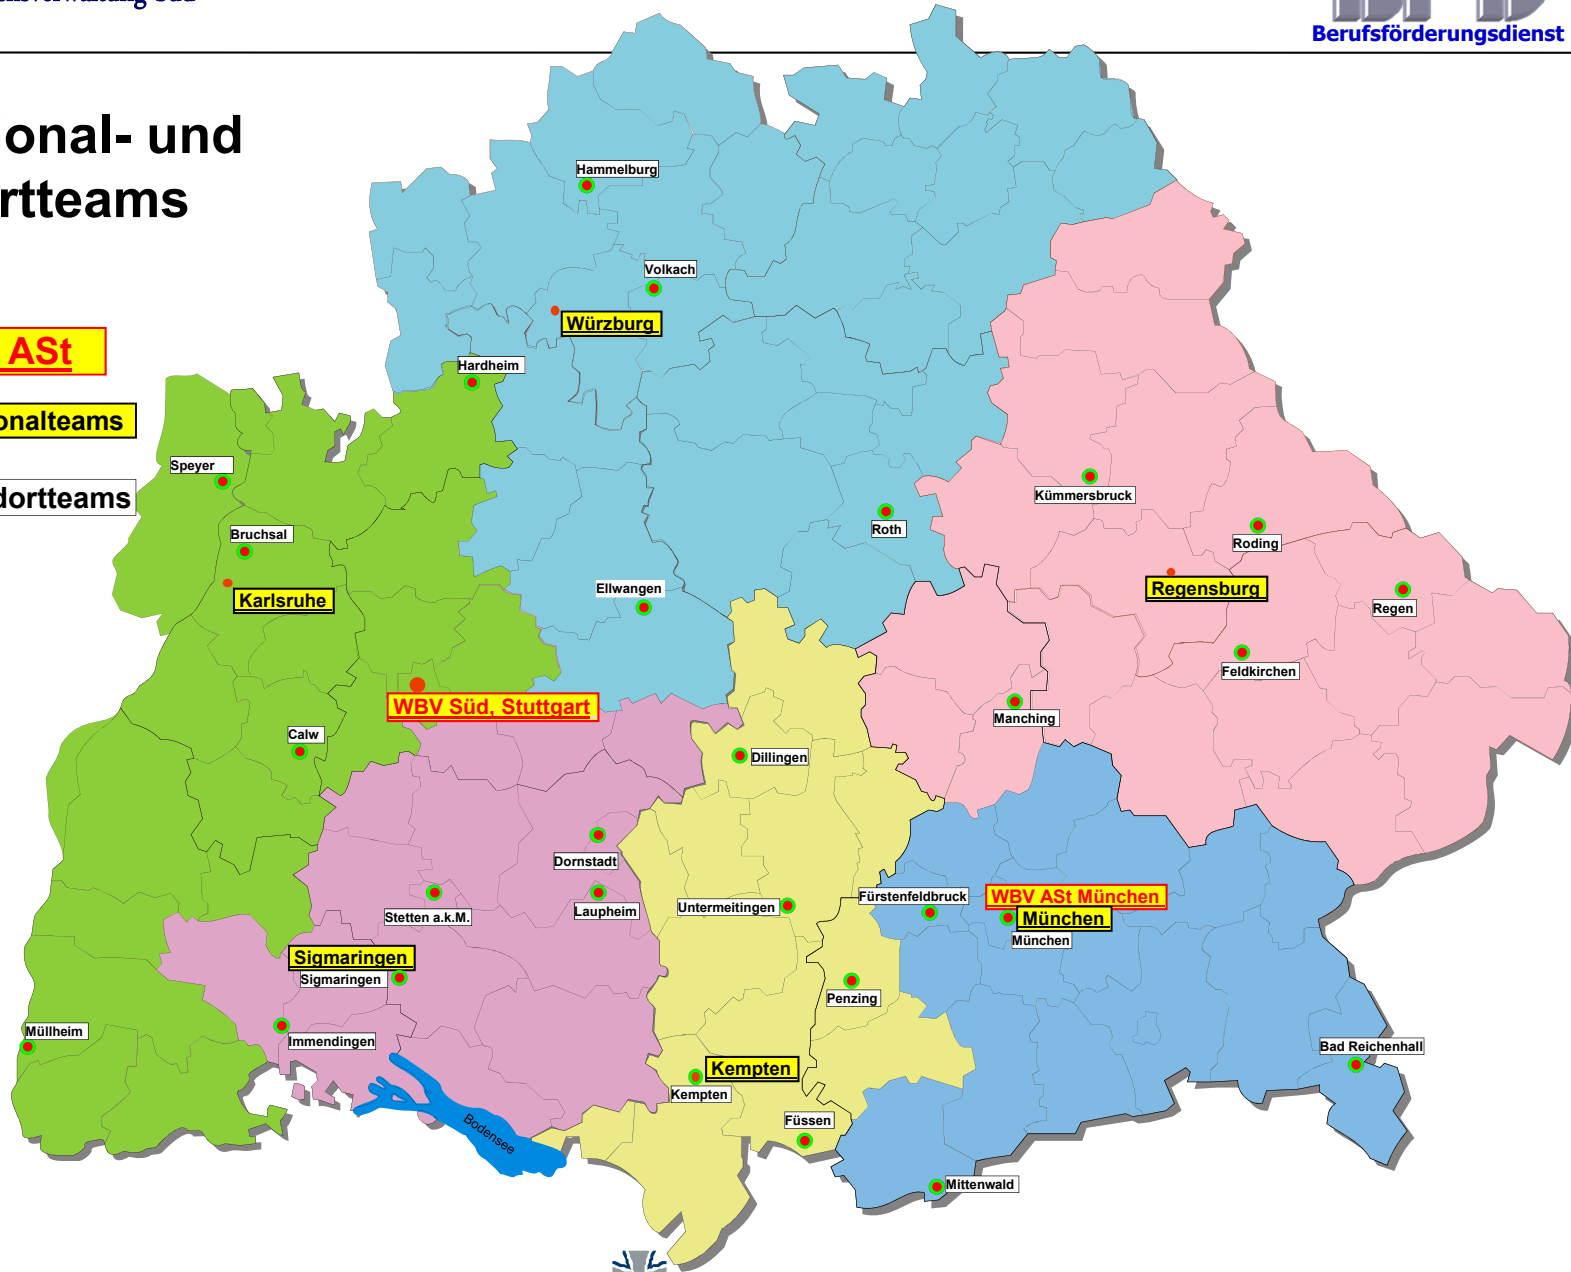 Berufsförderungsdienst
onal- und
rtteams
ASt
onalteams
dortteams
Hammelburg
Volkach
Würzburg
Hardheim
Speyer
Bruchsal
Karlsruhe
Ellwangen
Roth
Kümmersbruck
Roding
Regensburg
Regen
Feldkirchen
Manching
WBV Süd, Stuttgart
Calw
Dillingen
Dornstadt
Stetten a.k.M.
Laupheim
Untermeitingen
Fürstenfeldbruck
WBV ASt München
München
München
Sigmaringen
Sigmaringen
Penzing
Müllheim
Immendingen
Bad Reichenhall
Kempten
Kempten
Füssen
Bodensee
Mittenwald